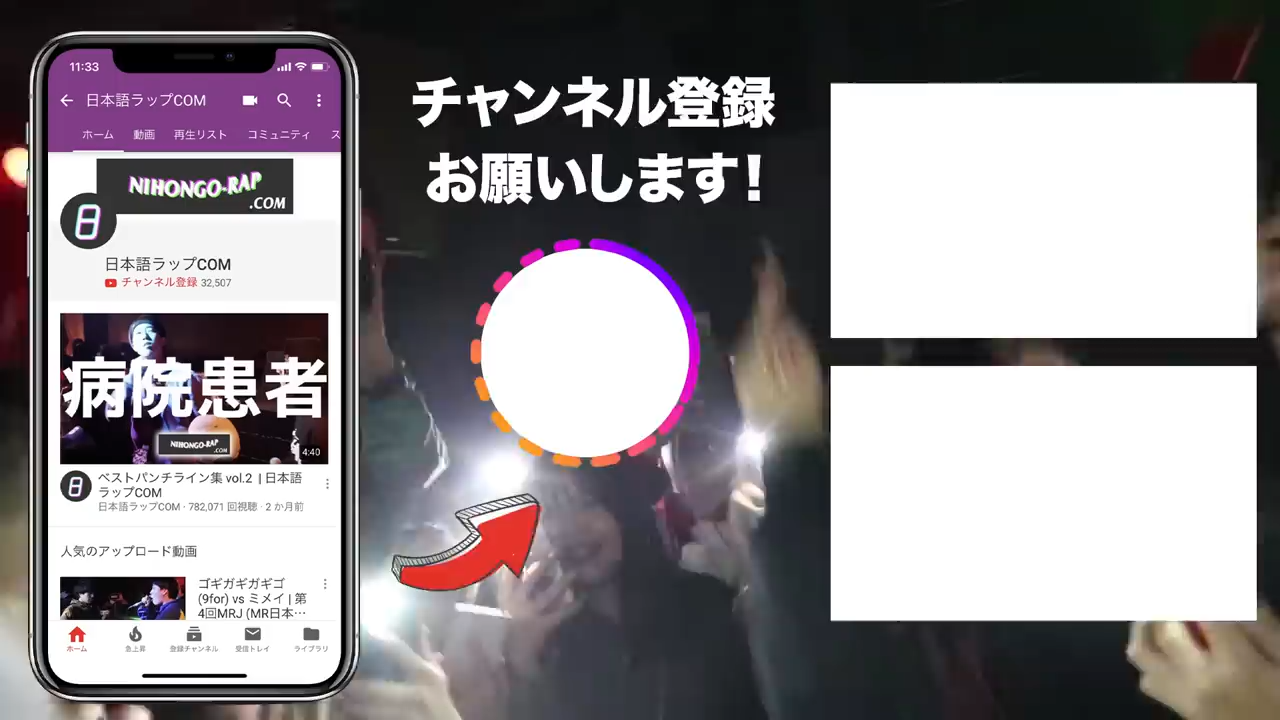 11:33
日本語ラップCOM
ホーム 動画 再生リスト コミュニティ ス
NIHONGO-RAP
.COM
8
日本語ラップCOM
チャンネル登録 32,507
病院患者
NIHONGO-RAP
.COM
4:40
8
ベストパンチライン集 vol.2 | 日本語
ラップCOM
日本語ラップCOM · 782,071 回視聴 · 2 か月前
人気のアップロード動画
ゴギガギガギゴ
(9for) vs ミメイ | 第
4回MRJ (MR日本…
ホーム 急上昇 登録チャンネル 受信トレイ ライブラリ
チャンネル登録
お願いします!